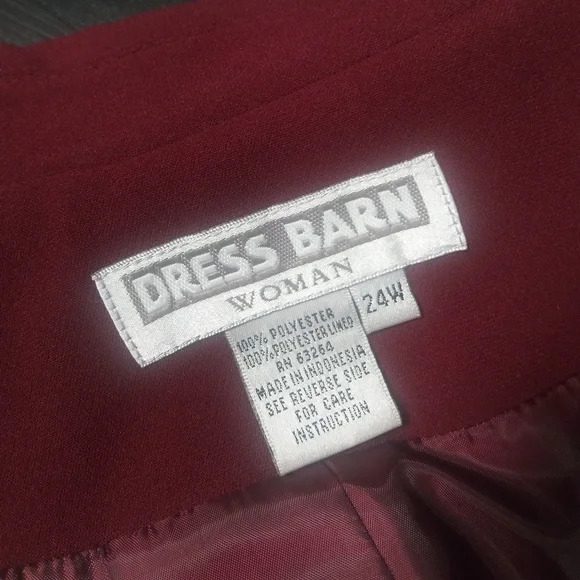 DRESS BARN
WOMAN
24W
100% POLYESTER
100% POLYESTER LINED
RN 63264
MADE IN INDONESIA
SEE REVERSE SIDE
FOR CARE
INSTRUCTION